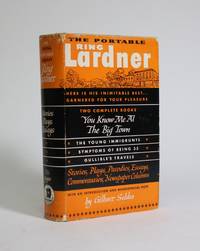 THE PORTABLE
RING
Lardner
HERE IS HIS INIMITABLE BEST,
GARNERED FOR YOUR PLEASURE
TWO COMPLETE BOOKS
You Know Me Al
The Big Town
THE YOUNG IMMIGRUNTS
SYMPTOMS OF BEING 35
GULLIBLE'S TRAVELS
Stories, Plays, Parodies, Essays,
Commentaries, Newspaper Columns
WITH AN INTRODUCTION AND BIOGRAPHICAL NOTE
by Gilbert Seldes
Lardner